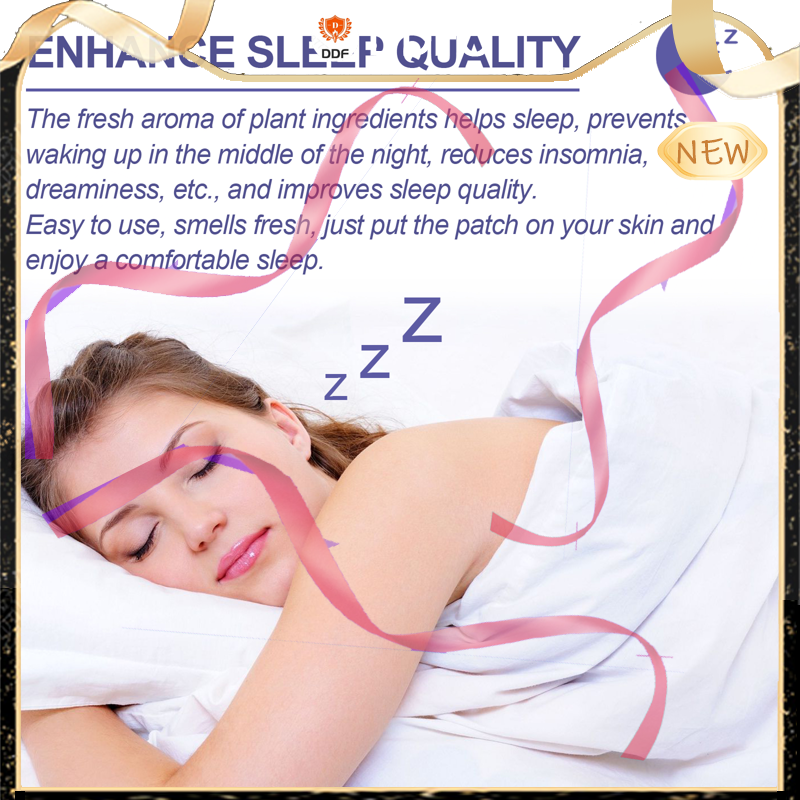 DDF
ENHANCE SLEEP QUALITY
z
The fresh aroma of plant ingredients helps sleep, prevents
waking up in the middle of the night, reduces insomnia,
NEW
dreaminess, etc., and improves sleep quality.
Easy to use, smells fresh, just put the patch on your skin and
enjoy a comfortable sleep.
Z
Z
Z